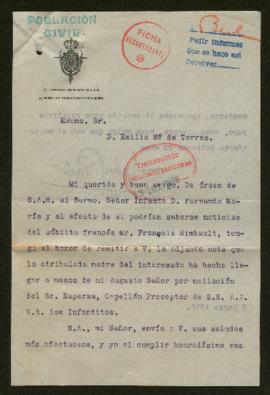 POBLACIÓN
CIVIL
FICHA
Pedir informes
Que se hace así
Devolver
Excmo. Sr.
D. Emilio Mª de Torres.
Mi querido y buen amigo. De órden de
S.A.R. el Sermo. Señor Infante D. Fernando Ma-
ría y al efecto de si podrían saberse noticias
del súbdito francés Mr. François Rimbault, ten-
go el honor de remitir a V. la adjunta nota que
la atribulada madre del interesado ha hecho lle-
gar a manos de mi Augusto Señor por mediación
del Sr. Esparza, Capellán Preceptor de S.S. A.A.
R.R. los Infantitos.
S.A., mi Señor, envía a V. sus saludos
más afectuosos, y yo al cumplir honradísimo sus